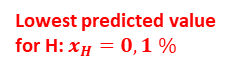 Lowest predicted value
for H: x_H = 0,1 %